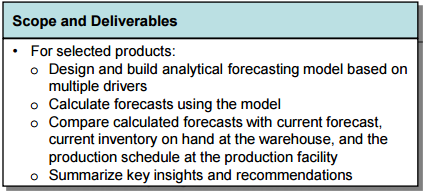 Scope and Deliverables
• For selected products:
o Design and build analytical forecasting model based on
multiple drivers
o Calculate forecasts using the model
o Compare calculated forecasts with current forecast,
current inventory on hand at the warehouse, and the
production schedule at the production facility
o Summarize key insights and recommendations